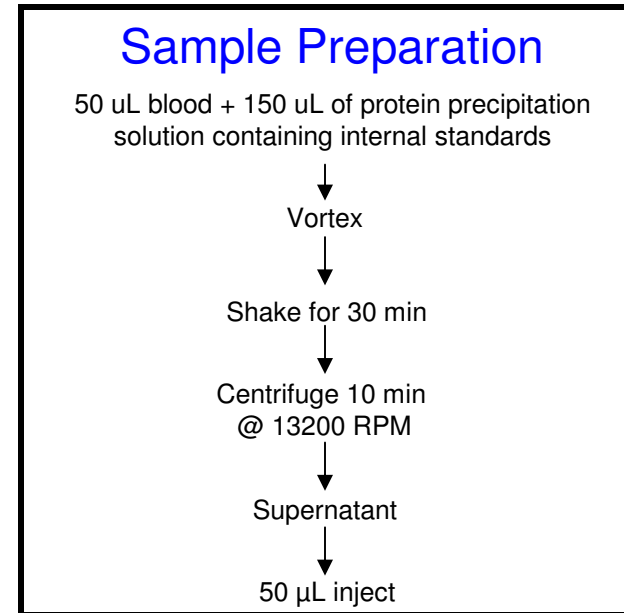 Sample Preparation
50 uL blood + 150 uL of protein precipitation
solution containing internal standards
Vortex
Shake for 30 min
Centrifuge 10 min
@ 13200 RPM
Supernatant
50 µL inject